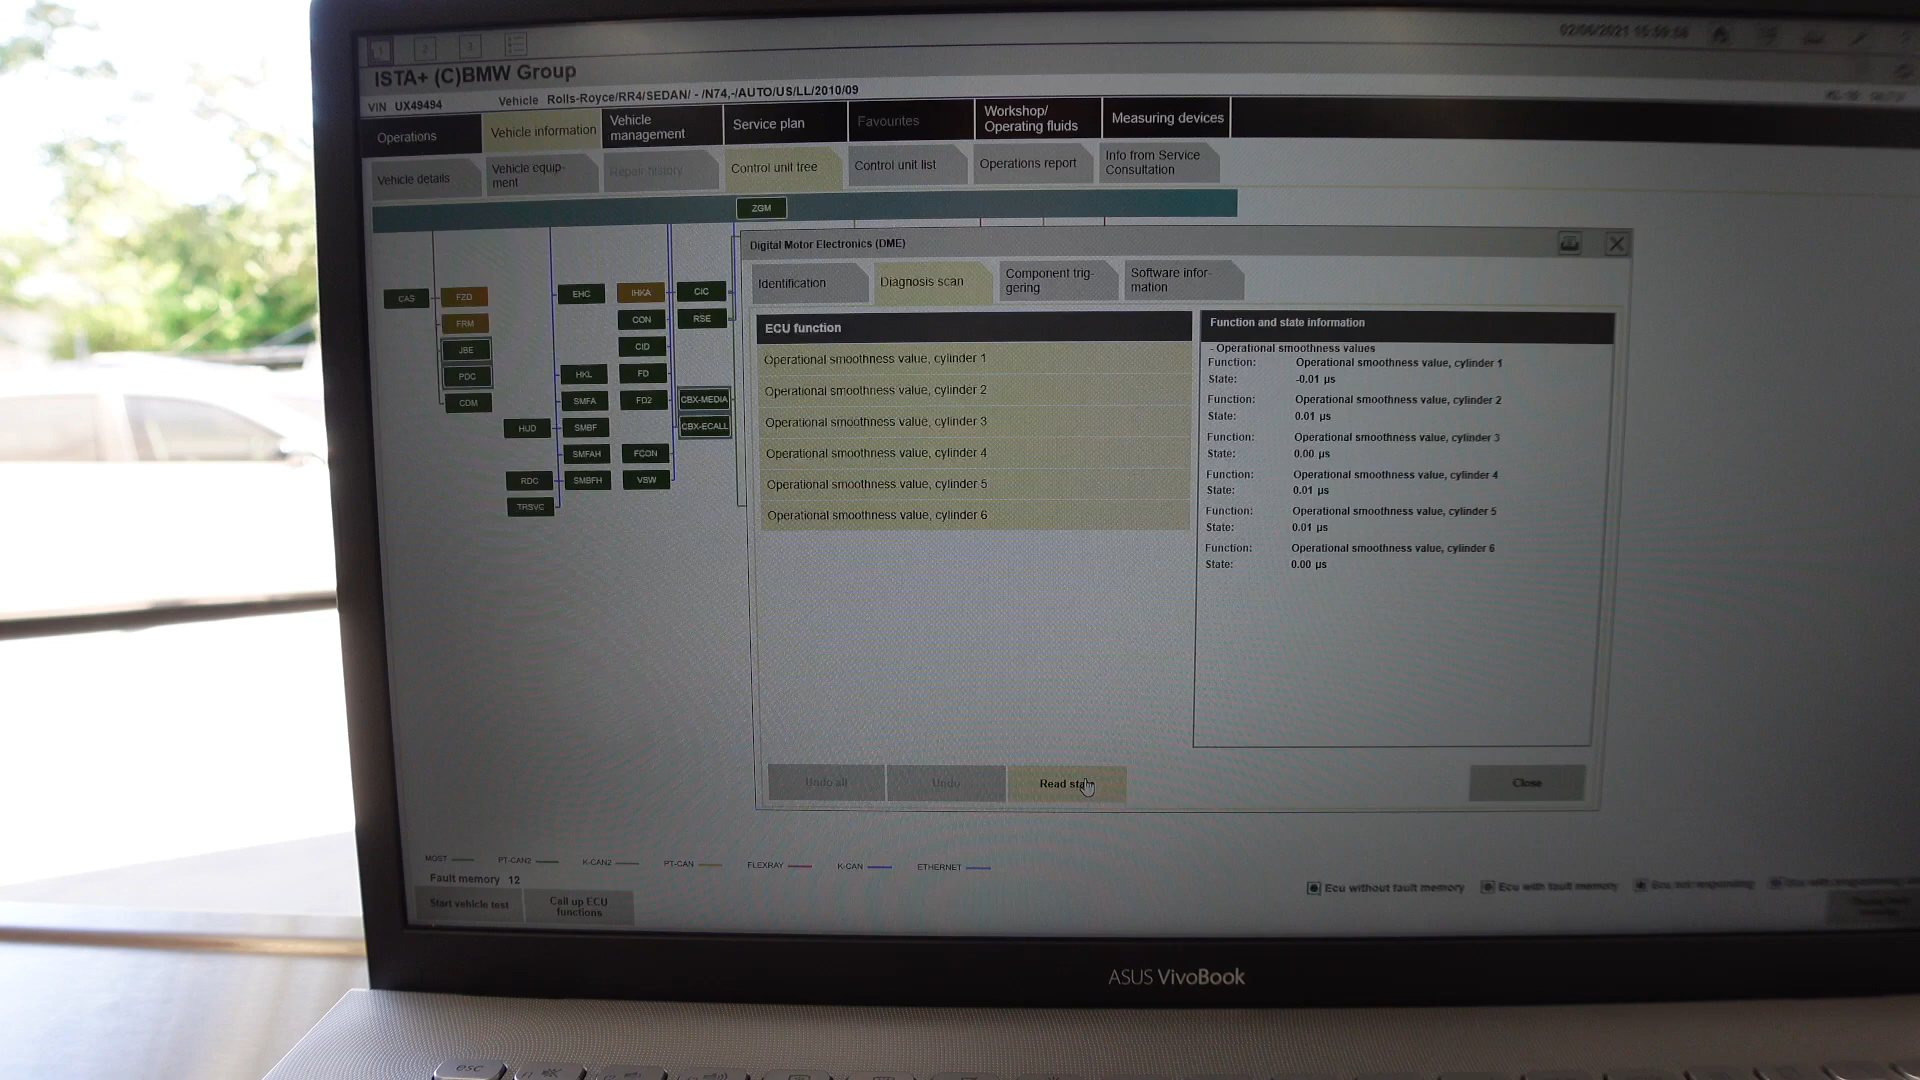 1 2 3
02/06/2021
ISTA+ (C)BMW Group
VIN UX49494 Vehicle Rolls-Royce/RR4/SEDAN/ - /N74,-/AUTO/US/LL/2010/09
Operations
Vehicle information
Vehicle
management
Service plan
Favourites
Workshop/
Operating fluids
Measuring devices
Vehicle details
Vehicle equip-
ment
Repair history
Control unit tree
Control unit list
Operations report
Info from Service
Consultation
ZGM
Digital Motor Electronics (DME)
Identification
Diagnosis scan
Component trig-
gering
Software infor-
mation
CAS FZD EHC IHKA CIC
FRM CON RSE
JBE CID
PDC HKL FD
CDM SMFA FD2 CBX-MEDIA
HUD SMBF CBX-ECALL
SMFAH FCON
RDC SMBFH VSW
TRSVC
ECU function
Operational smoothness value, cylinder 1
Operational smoothness value, cylinder 2
Operational smoothness value, cylinder 3
Operational smoothness value, cylinder 4
Operational smoothness value, cylinder 5
Operational smoothness value, cylinder 6
Function and state information
- Operational smoothness values
Function: Operational smoothness value, cylinder 1
State: -0.01 µs
Function: Operational smoothness value, cylinder 2
State: 0.01 µs
Function: Operational smoothness value, cylinder 3
State: 0.00 µs
Function: Operational smoothness value, cylinder 4
State: 0.01 µs
Function: Operational smoothness value, cylinder 5
State: 0.01 µs
Function: Operational smoothness value, cylinder 6
State: 0.00 µs
Undo all Undo Read Close
MOST PT-CAN2 K-CAN2 PT-CAN FLEXRAY K-CAN ETHERNET
Fault memory 12
Ecu without fault memory Ecu with fault memory Ecu not responding
Start vehicle test
Call up ECU
functions
ASUS VivoBook
esc